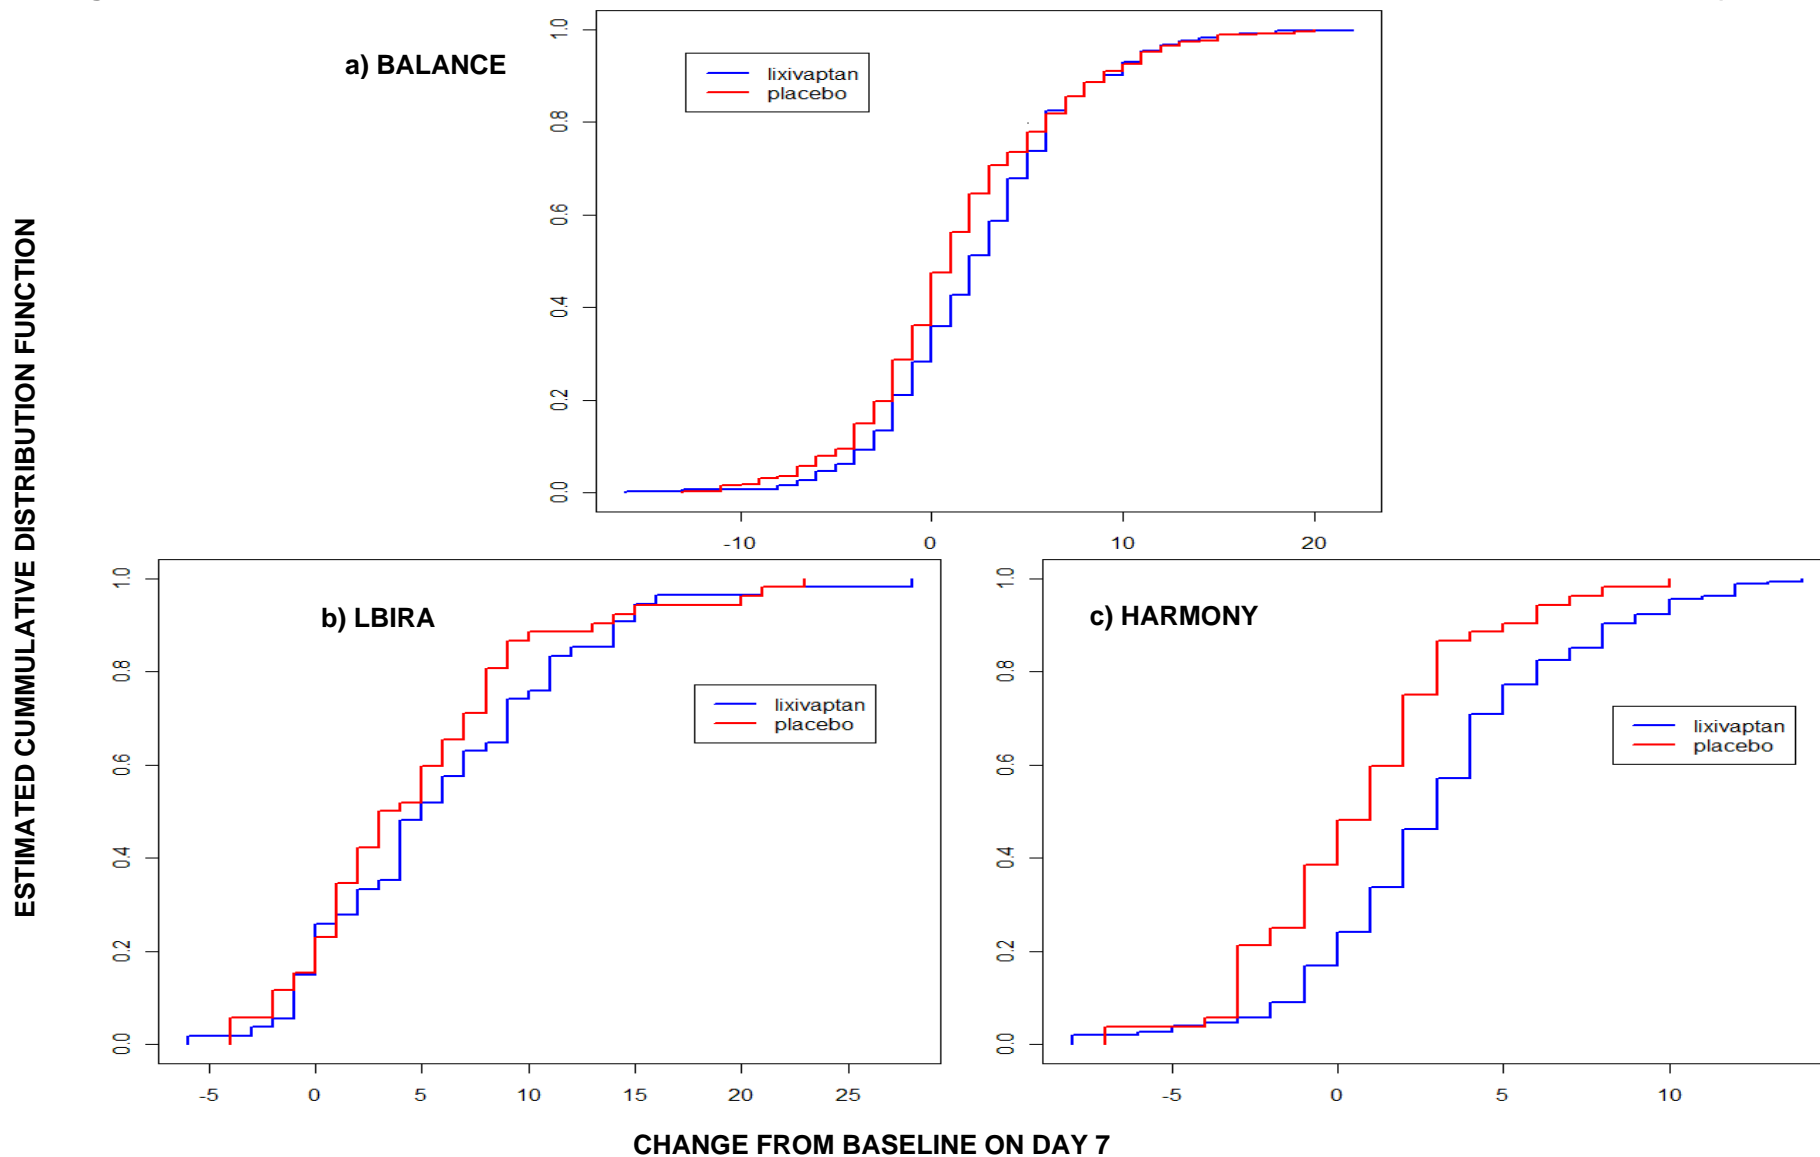 a) BALANCE
lixivaptan
placebo
1.0
0.8
0.6
0.4
0.2
0.0
-10 0 10 20
ESTIMATED CUMMULATIVE DISTRIBUTION FUNCTION
b) LBIRA
lixivaptan
placebo
1.0
0.8
0.6
0.4
0.2
0.0
-5 0 5 10 15 20 25
c) HARMONY
lixivaptan
placebo
1.0
0.8
0.6
0.4
0.2
0.0
-5 0 5 10
CHANGE FROM BASELINE ON DAY 7